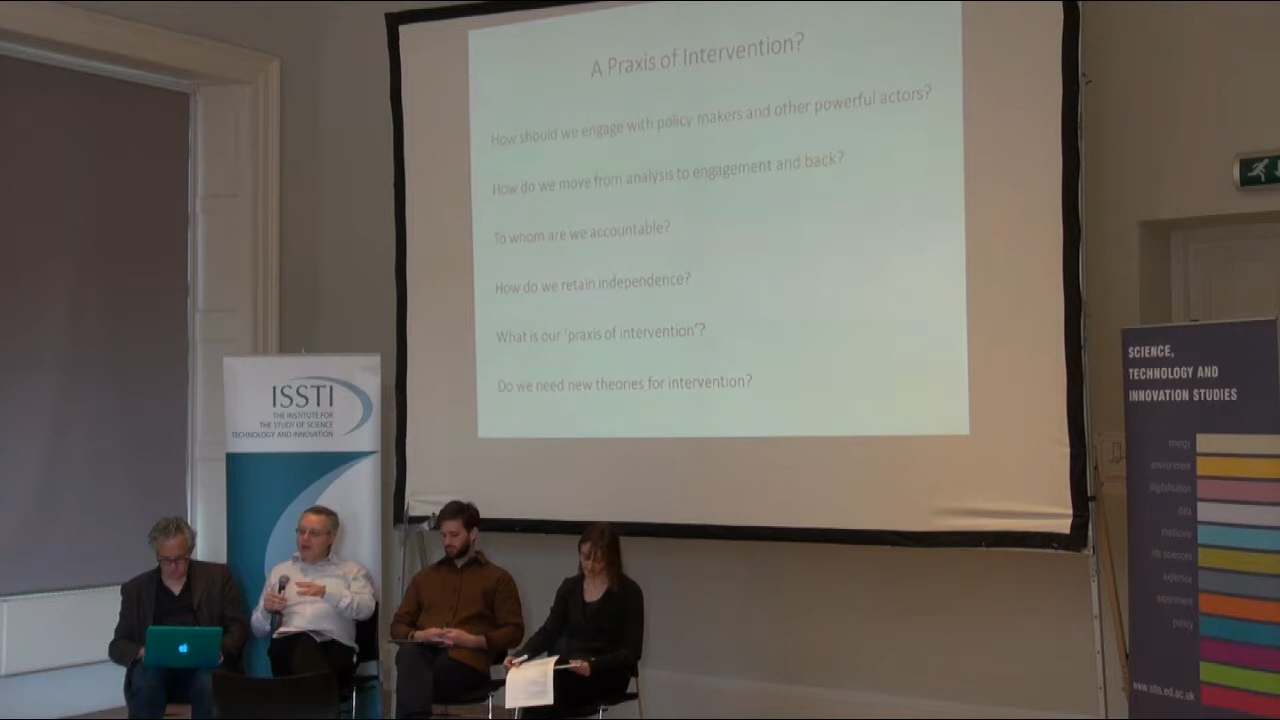 A Praxis of Intervention?
How should we engage with policy makers and other powerful actors?
How do we move from analysis to engagement and back?
To whom are we accountable?
How do we retain independence?
What is our 'praxis of intervention'?
Do we need new theories for intervention?
ISSTI
THE INSTITUTE FOR
THE STUDY OF SCIENCE
TECHNOLOGY AND INNOVATION
SCIENCE,
TECHNOLOGY AND
INNOVATION STUDIES
energy
environment
digitalisation
data
medicine
life sciences
expertise
experiment
policy
www.stis.ed.ac.uk